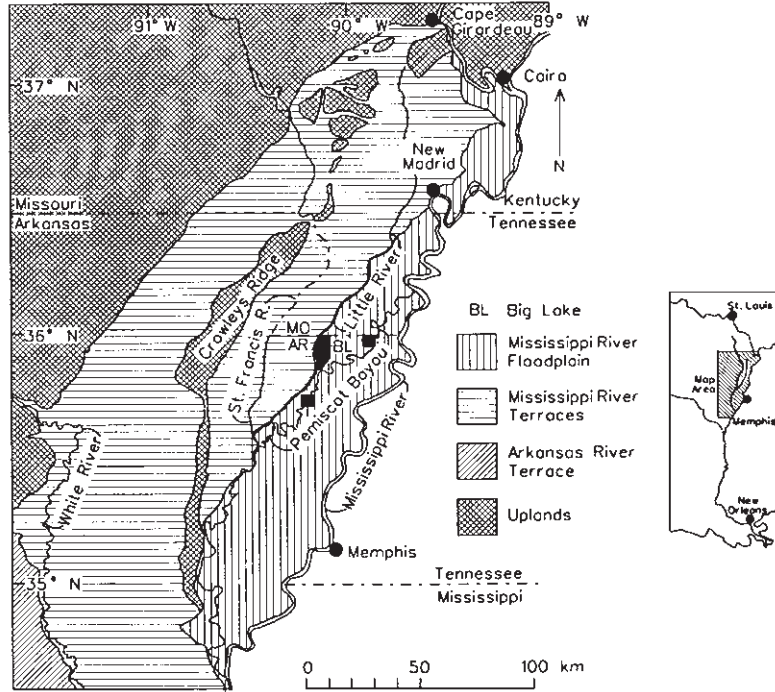 91° W
90°
89° W
Cape
Girardeau
37° N
Cairo
N
New
Madrid
Missouri
Arkansas
Kentucky
Tennessee
Crowleys Ridge
St. Francis R.
Little River
MO
AR
BL
36° N
Pemiscot Bayou
Mississippi River
White River
Memphis
35° N
Tennessee
Mississippi
0 50 100 km
BL Big Lake
Mississippi River
Floodplain
Mississippi River
Terraces
Arkansas River
Terrace
Uplands
St. Louis
Map
Area
Memphis
New
Orleans